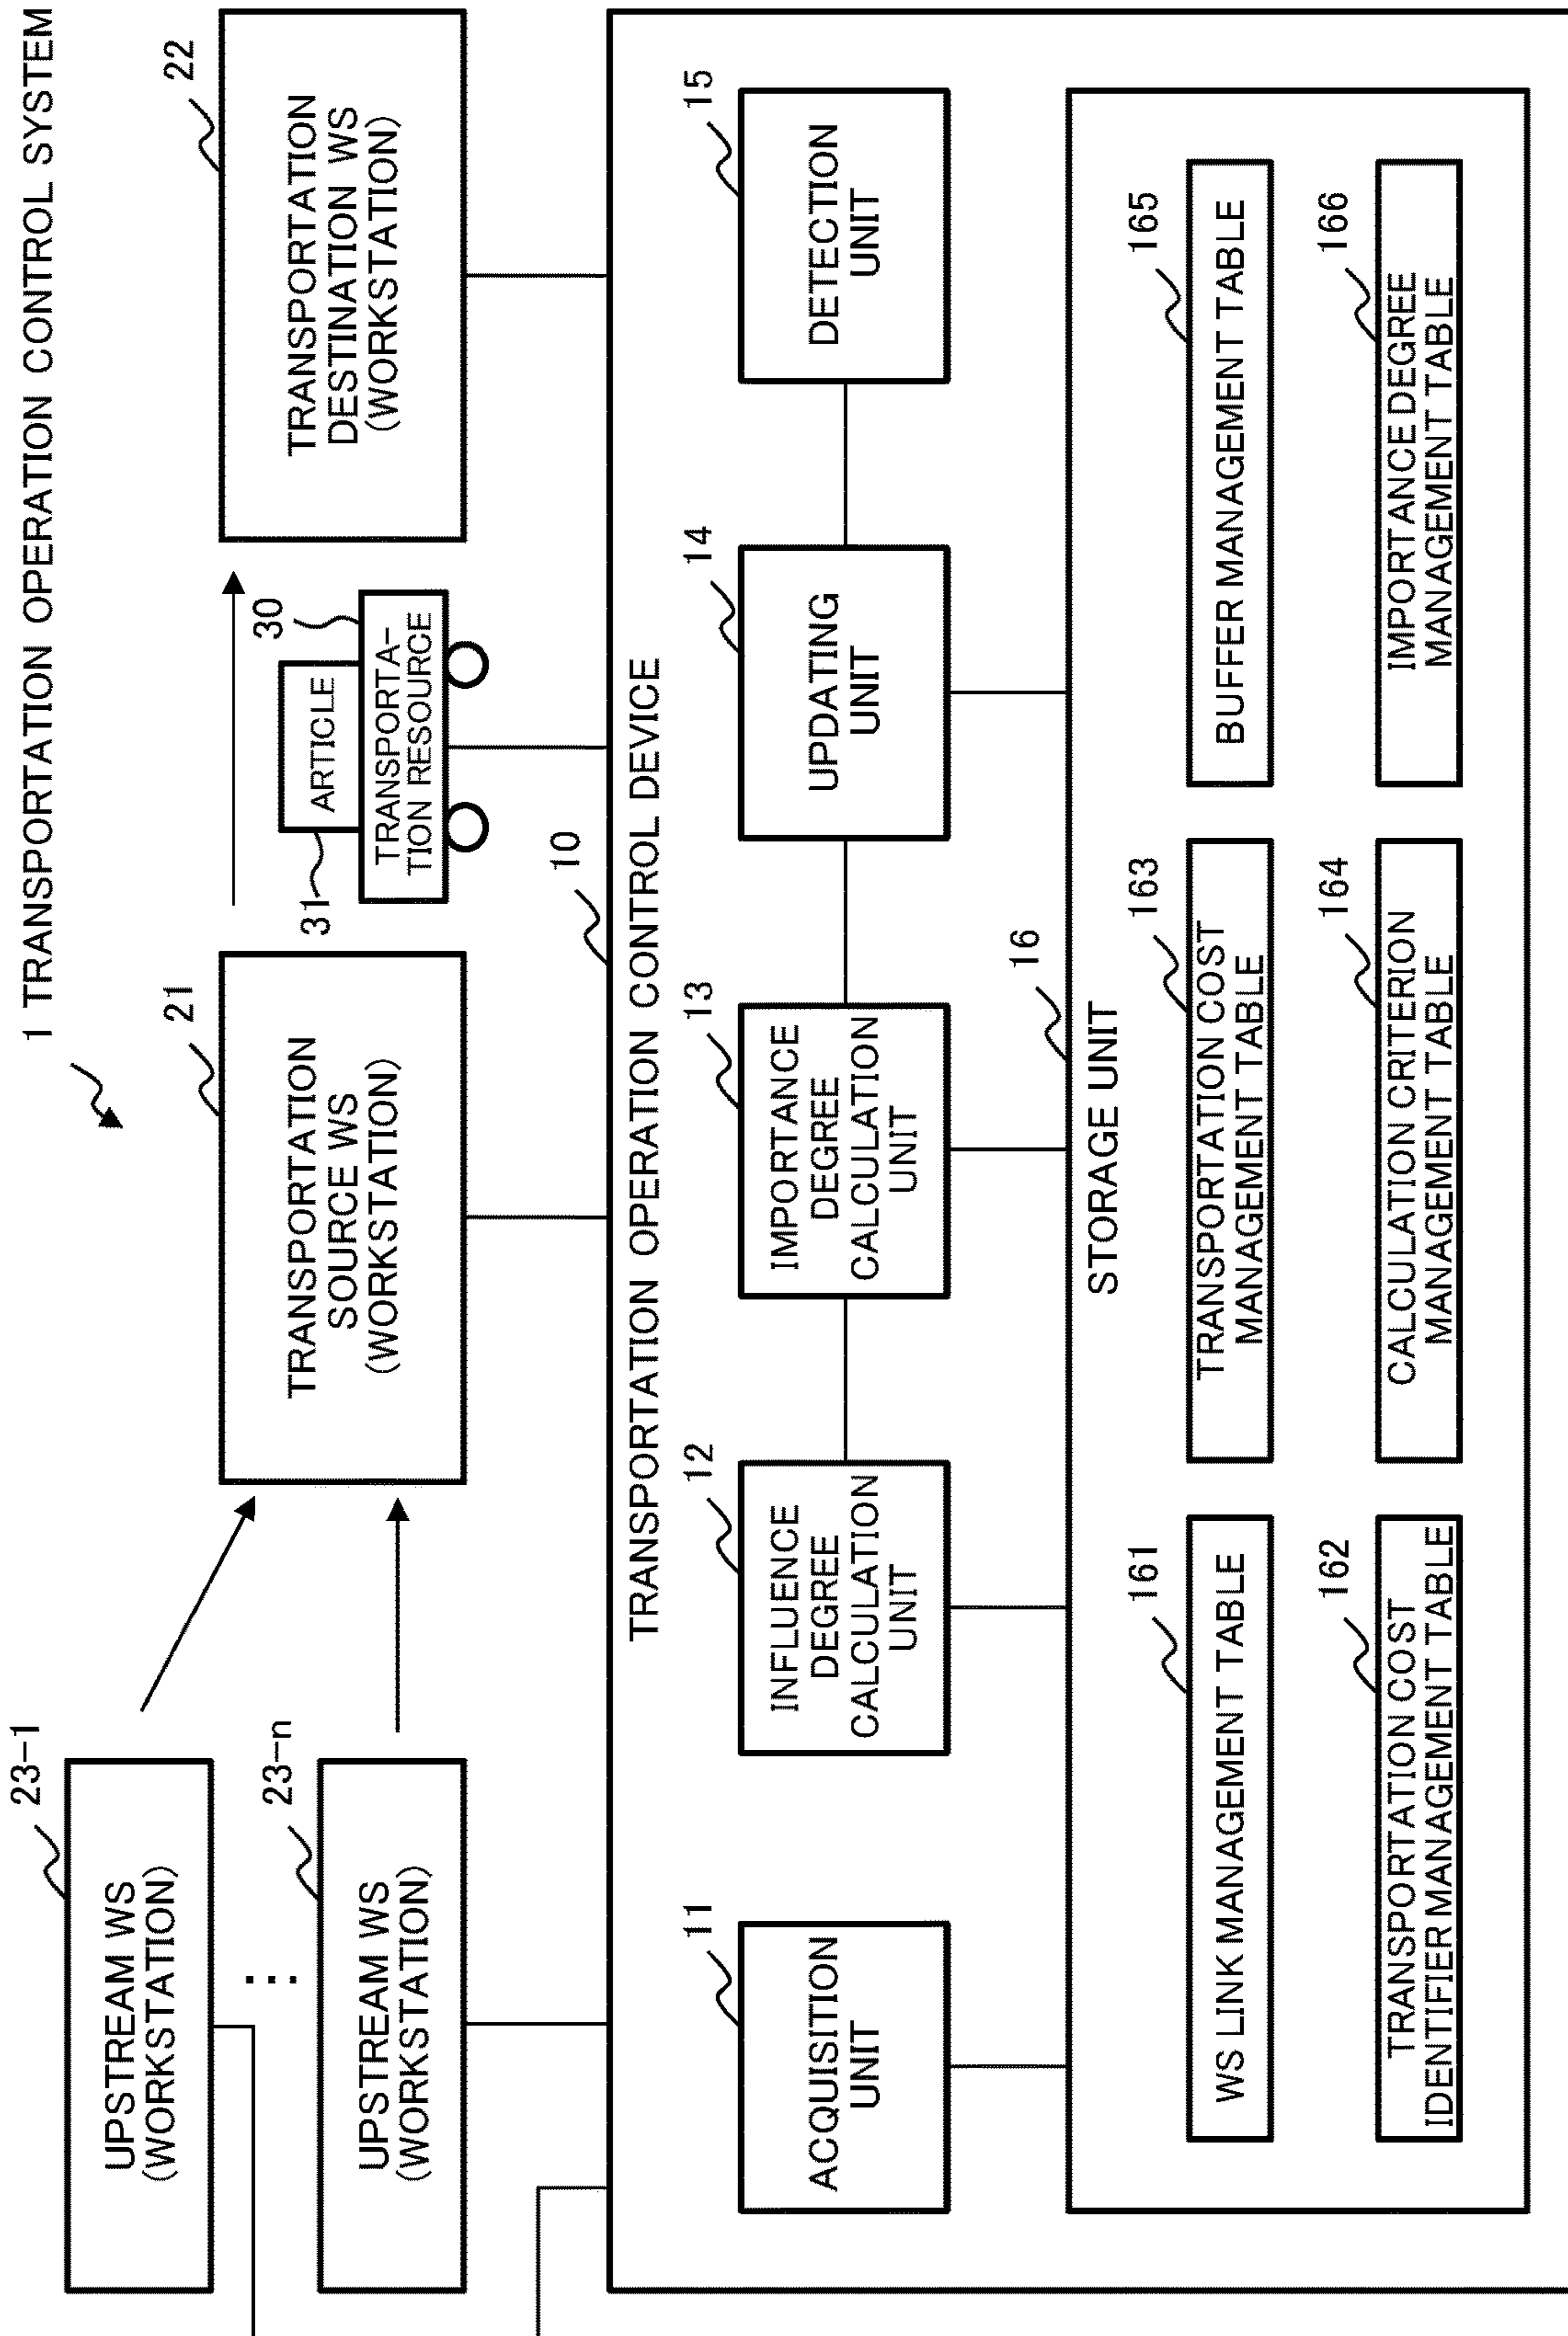 1 TRANSPORTATION OPERATION CONTROL SYSTEM
23-1
UPSTREAM WS
(WORKSTATION)
23-n
UPSTREAM WS
(WORKSTATION)
21
TRANSPORTATION
SOURCE WS
(WORKSTATION)
31
ARTICLE
30
TRANSPORTA-
TION RESOURCE
22
TRANSPORTATION
DESTINATION WS
(WORKSTATION)
10
TRANSPORTATION OPERATION CONTROL DEVICE
11
ACQUISITION
UNIT
12
INFLUENCE
DEGREE
CALCULATION
UNIT
13
IMPORTANCE
DEGREE
CALCULATION
UNIT
14
UPDATING
UNIT
15
DETECTION
UNIT
16
STORAGE UNIT
161
WS LINK MANAGEMENT TABLE
163
TRANSPORTATION COST
MANAGEMENT TABLE
165
BUFFER MANAGEMENT TABLE
162
TRANSPORTATION COST
IDENTIFIER MANAGEMENT TABLE
164
CALCULATION CRITERION
MANAGEMENT TABLE
166
IMPORTANCE DEGREE
MANAGEMENT TABLE